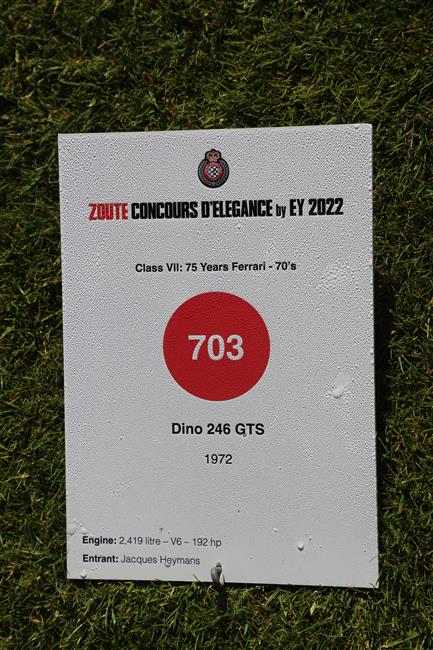 ZOUTE CONCOURS D'ELEGANCE by EY 2022
Class VII: 75 Years Ferrari - 70's
703
Dino 246 GTS
1972
Engine: 2,419 litre – V6 – 192 hp
Entrant: Jacques Heymans